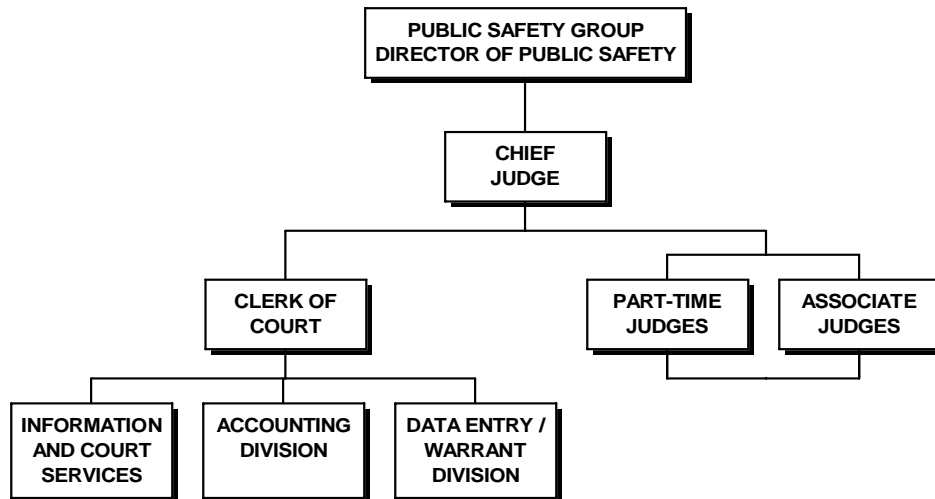 PUBLIC SAFETY GROUP
DIRECTOR OF PUBLIC SAFETY
CHIEF
JUDGE
CLERK OF
COURT
PART-TIME
JUDGES
ASSOCIATE
JUDGES
INFORMATION
AND COURT
SERVICES
ACCOUNTING
DIVISION
DATA ENTRY /
WARRANT
DIVISION